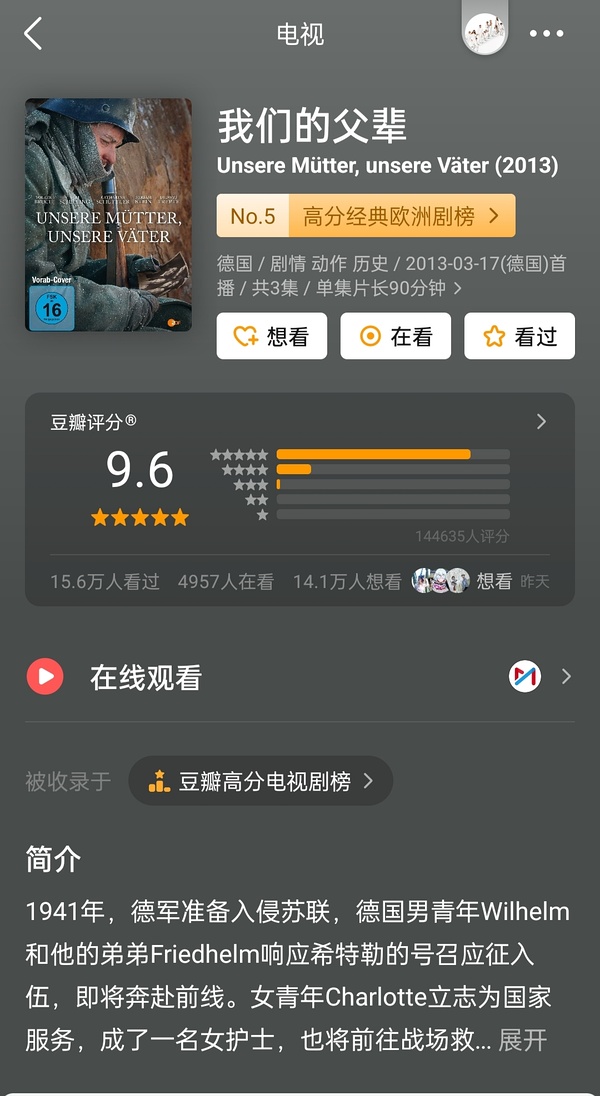 电视
我们的父辈
Unsere Mütter, unsere Väter (2013)
No.5 高分经典欧洲剧榜
德国 / 剧情 动作 历史 / 2013-03-17(德国)首
播 / 共3集 / 单集片长90分钟
想看 在看 看过
UNSERE MÜTTER,
UNSERE VÄTER
Vorab-Cover
FSK
16
豆瓣评分®
9.6
144635人评分
15.6万人看过 4957人在看 14.1万人想看 想看 昨天
在线观看
被收录于 豆瓣高分电视剧榜
简介
1941年，德军准备入侵苏联，德国男青年Wilhelm
和他的弟弟Friedhelm响应希特勒的号召应征入
伍，即将奔赴前线。女青年Charlotte立志为国家
服务，成了一名女护士，也将前往战场救... 展开